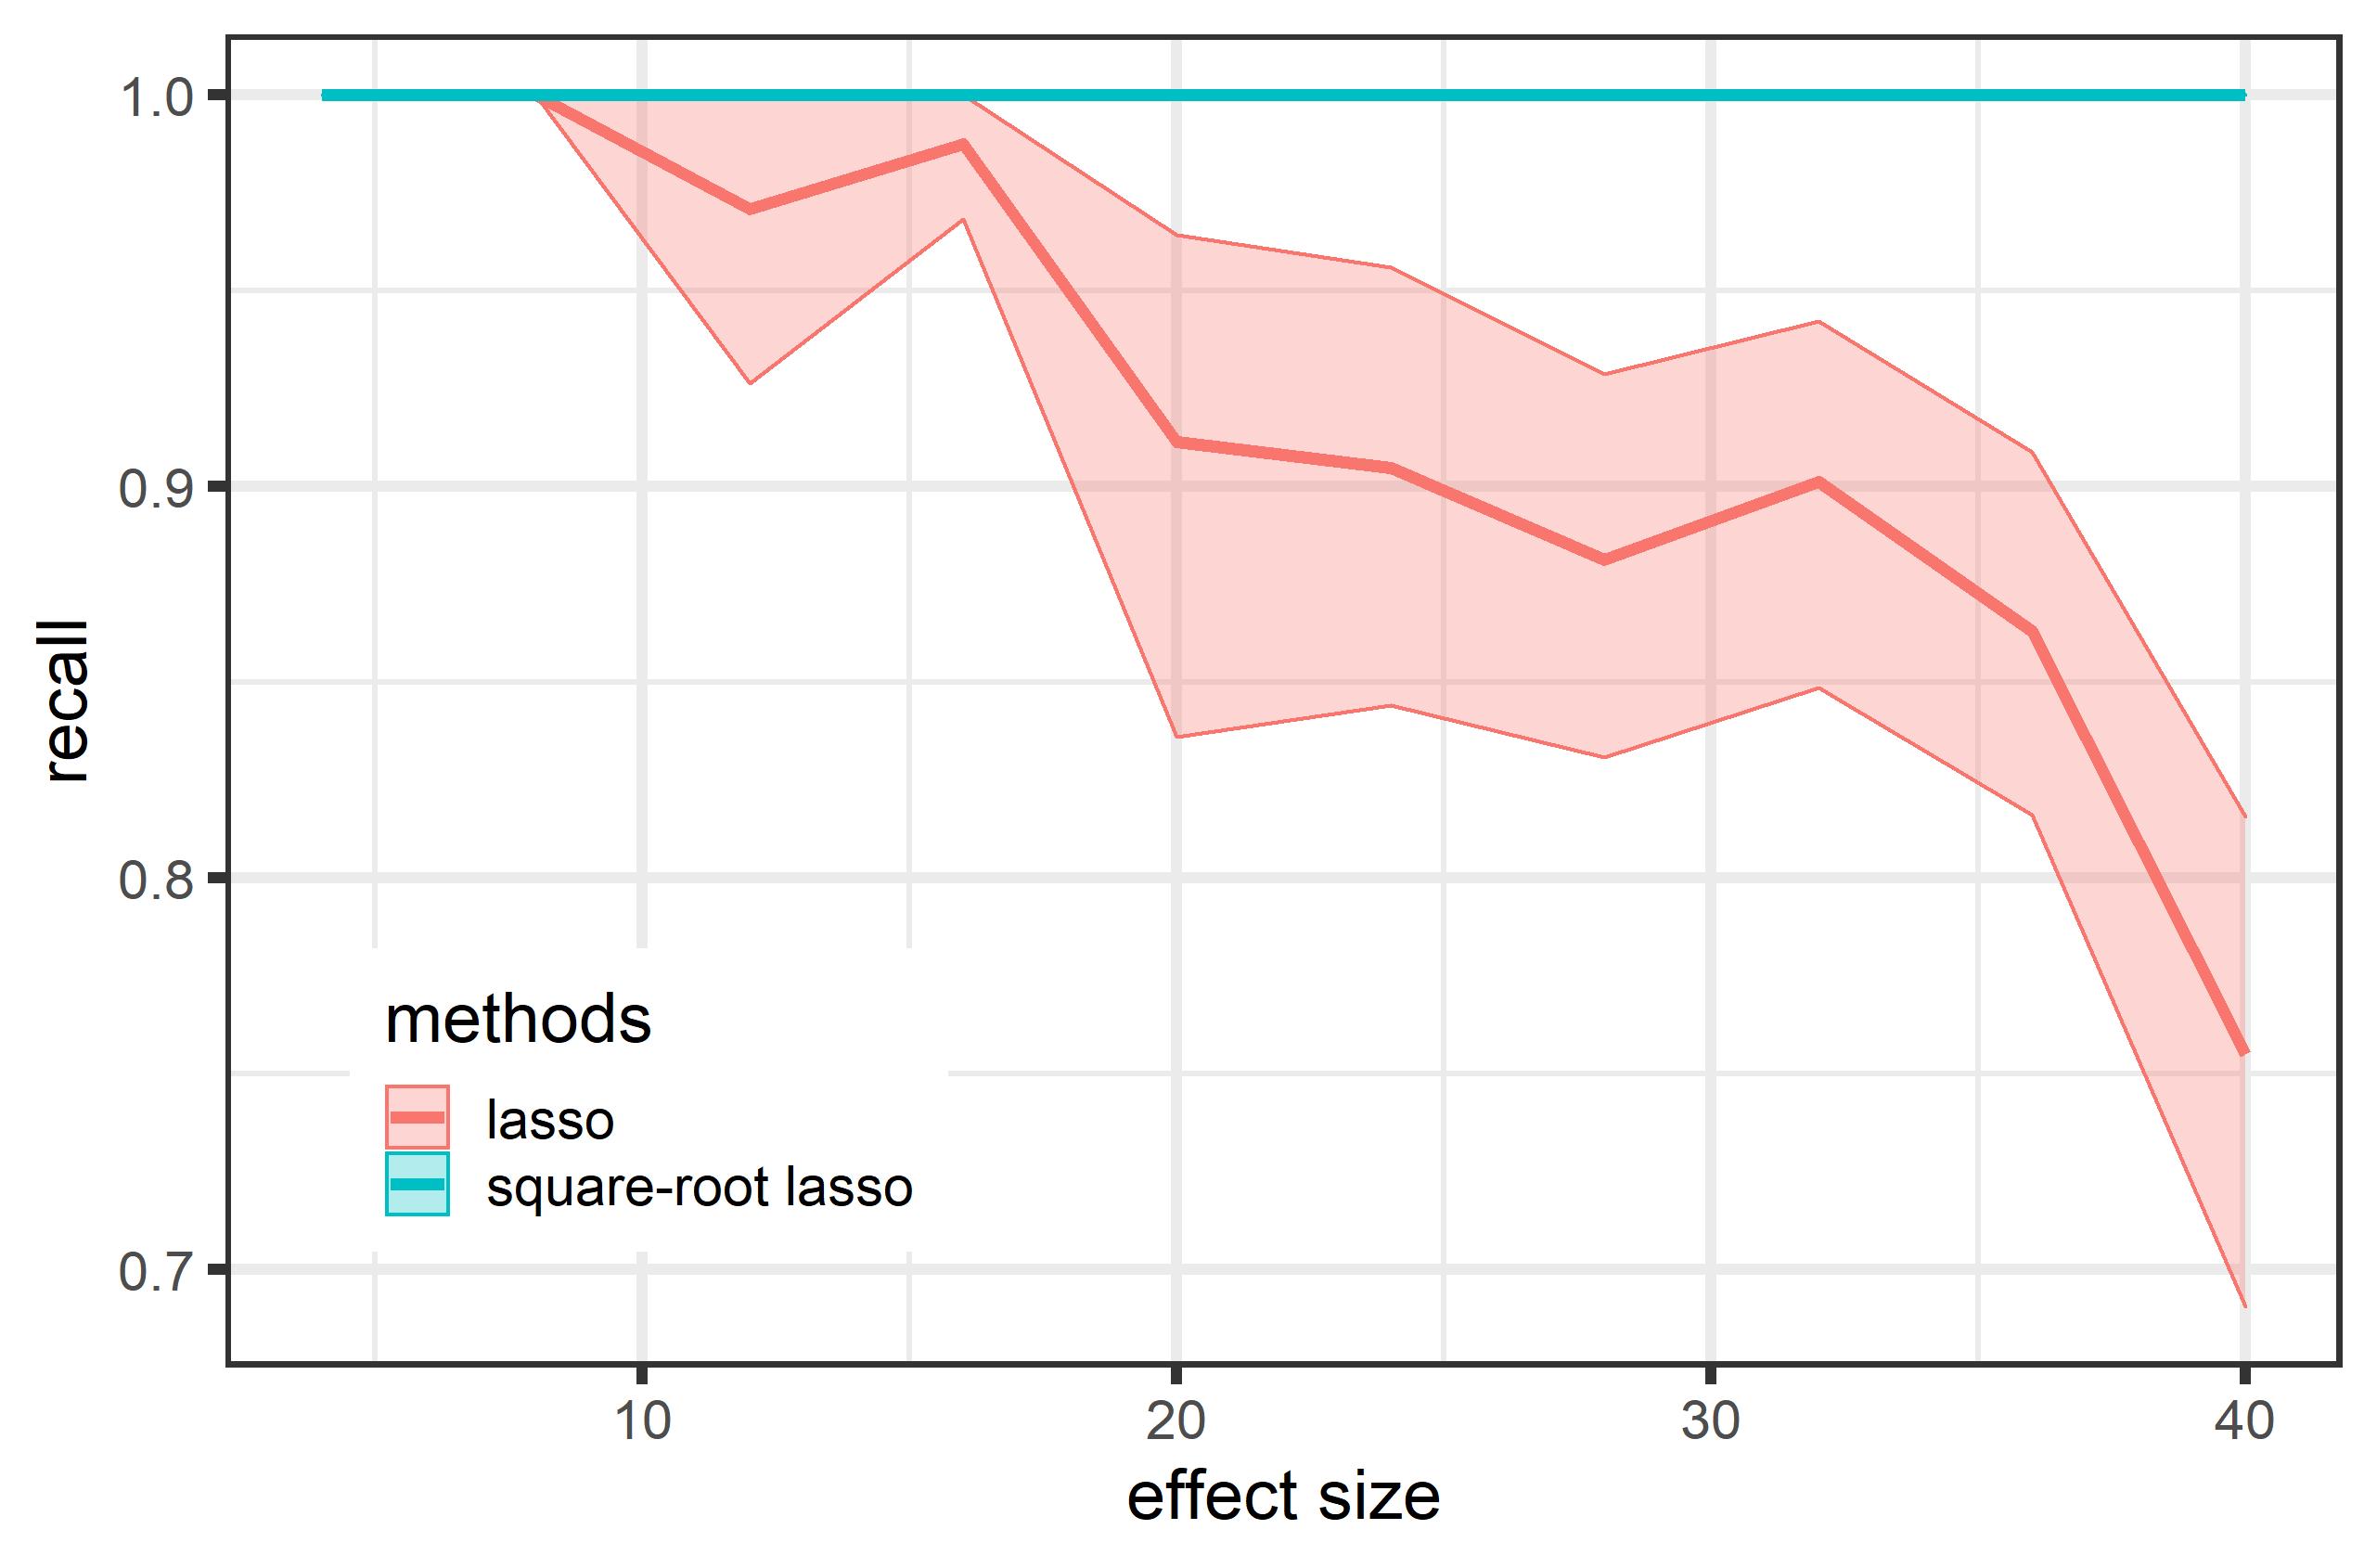 1.0
0.9
0.8
0.7
recall
methods
lasso
square-root lasso
10 20 30 40
effect size